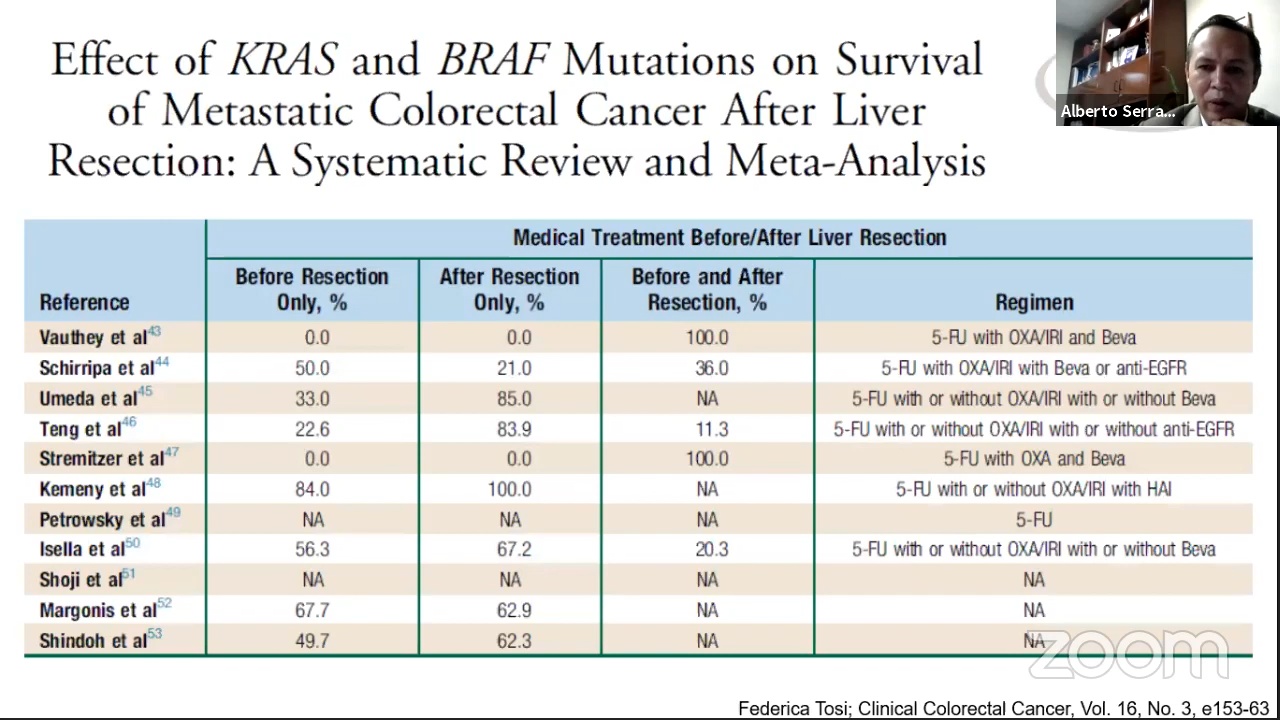 Effect of KRAS and BRAF Mutations on Survival
of Metastatic Colorectal Cancer After Liver
Resection: A Systematic Review and Meta-Analysis
Alberto Serra...
Medical Treatment Before/After Liver Resection
Reference Before Resection Only, % After Resection Only, % Before and After Resection, % Regimen
Vauthey et al43 0.0 0.0 100.0 5-FU with OXA/IRI and Beva
Schirripa et al44 50.0 21.0 36.0 5-FU with OXA/IRI with Beva or anti-EGFR
Umeda et al45 33.0 85.0 NA 5-FU with or without OXA/IRI with or without Beva
Teng et al46 22.6 83.9 11.3 5-FU with or without OXA/IRI with or without anti-EGFR
Stremitzer et al47 0.0 0.0 100.0 5-FU with OXA and Beva
Kemeny et al48 84.0 100.0 NA 5-FU with or without OXA/IRI with HAI
Petrowsky et al49 NA NA NA 5-FU
Isella et al50 56.3 67.2 20.3 5-FU with or without OXA/IRI with or without Beva
Shoji et al51 NA NA NA NA
Margonis et al52 67.7 62.9 NA NA
Shindoh et al53 49.7 62.3 NA NA
zoom
Federica Tosi; Clinical Colorectal Cancer, Vol. 16, No. 3, e153-63